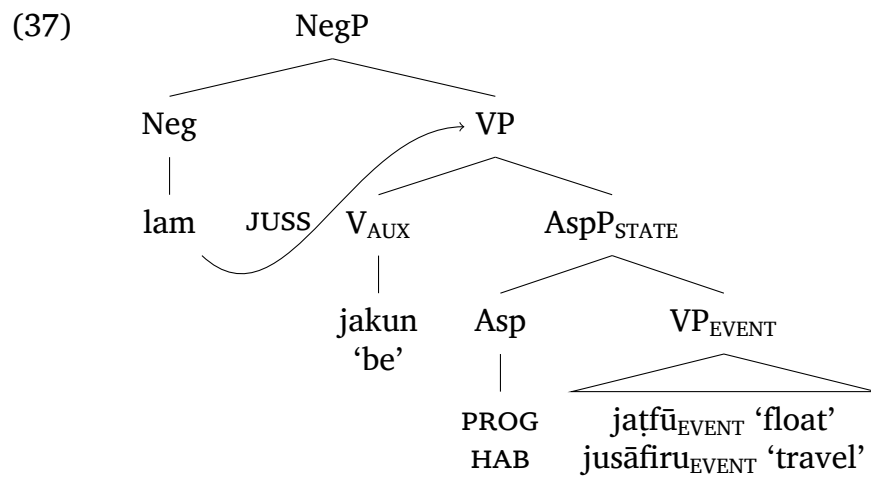 (37) NegP
Neg VP
lam JUSS V_AUX AspP_STATE
jakun Asp VP_EVENT
‘be’
PROG jaṭfū_EVENT ‘float’
HAB jusāfiru_EVENT ‘travel’